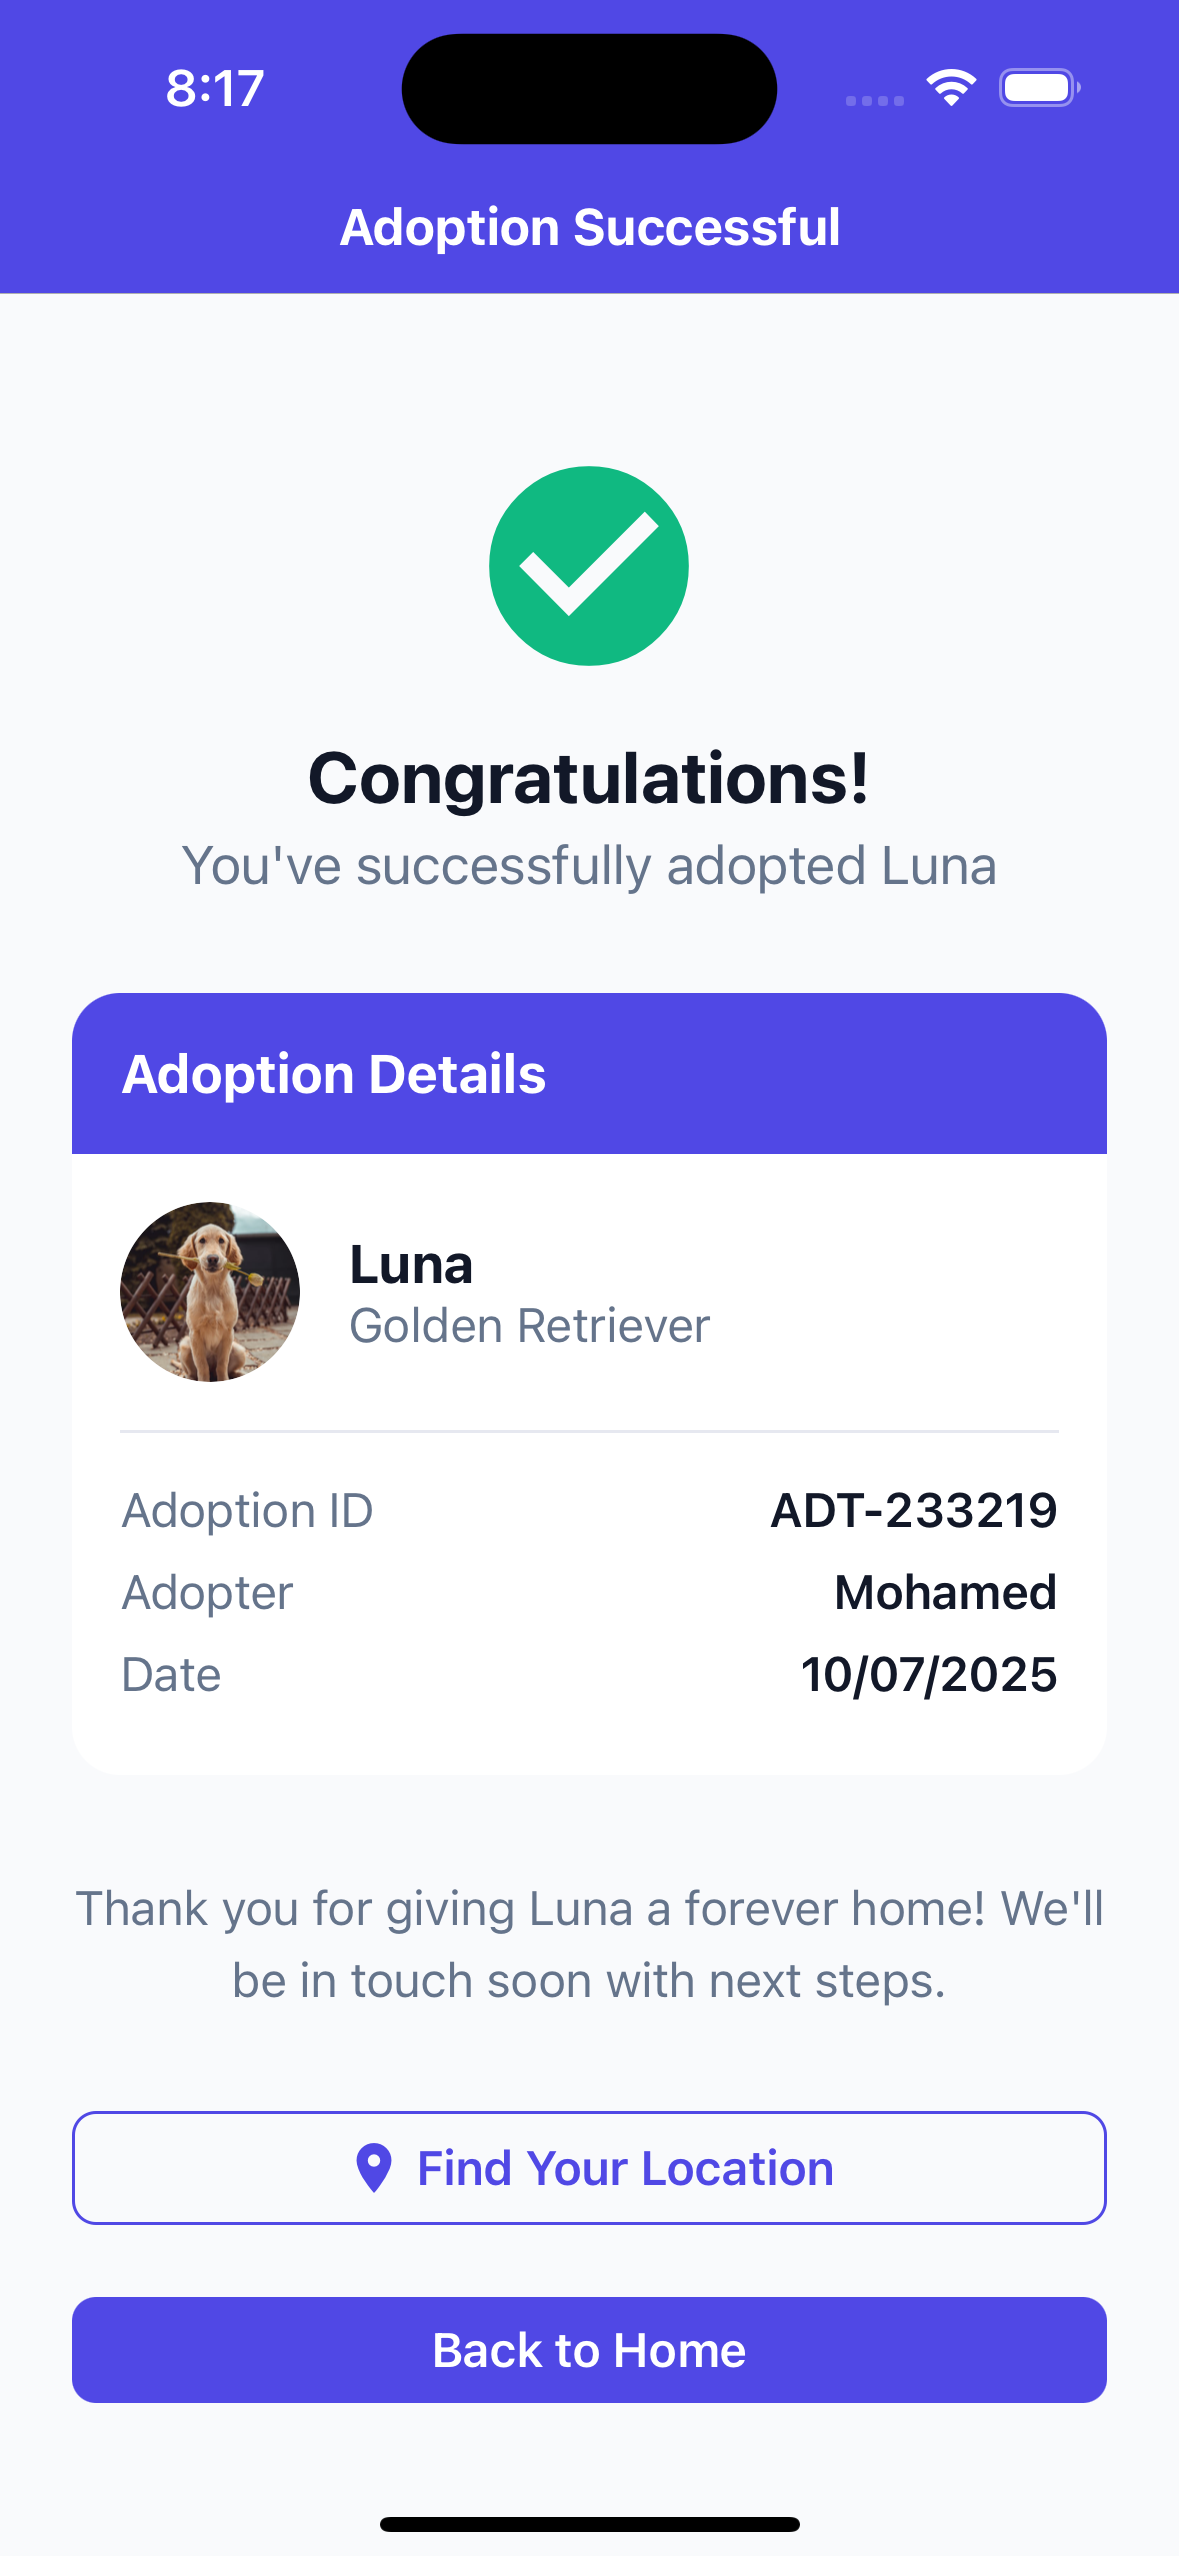 8:17
Adoption Successful
Congratulations!
You've successfully adopted Luna
Adoption Details
Luna
Golden Retriever
Adoption ID ADT-233219
Adopter Mohamed
Date 10/07/2025
Thank you for giving Luna a forever home! We'll
be in touch soon with next steps.
Find Your Location
Back to Home